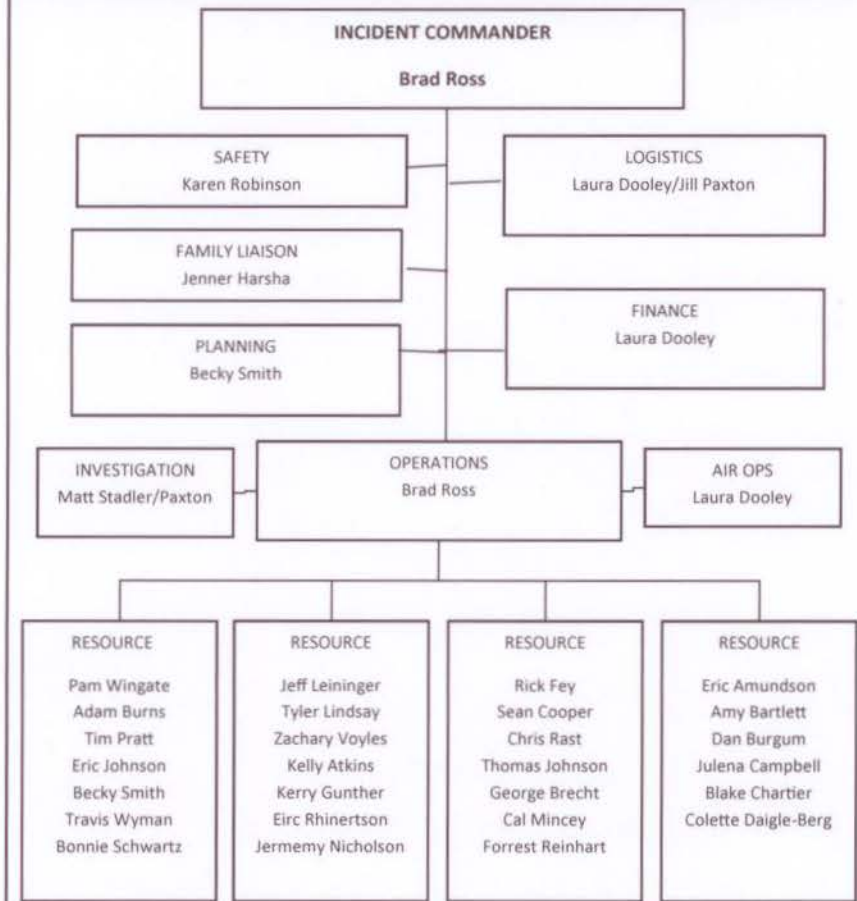 INCIDENT COMMANDER
Brad Ross
SAFETY
Karen Robinson
LOGISTICS
Laura Dooley/Jill Paxton
FAMILY LIAISON
Jenner Harsha
FINANCE
Laura Dooley
PLANNING
Becky Smith
INVESTIGATION
Matt Stadler/Paxton
OPERATIONS
Brad Ross
AIR OPS
Laura Dooley
RESOURCE
Pam Wingate
Adam Burns
Tim Pratt
Eric Johnson
Becky Smith
Travis Wyman
Bonnie Schwartz
RESOURCE
Jeff Leininger
Tyler Lindsay
Zachary Voyles
Kelly Atkins
Kerry Gunther
Eirc Rhinertson
Jermemy Nicholson
RESOURCE
Rick Fey
Sean Cooper
Chris Rast
Thomas Johnson
George Brecht
Cal Mincey
Forrest Reinhart
RESOURCE
Eric Amundson
Amy Bartlett
Dan Burgum
Julena Campbell
Blake Chartier
Colette Daigle-Berg